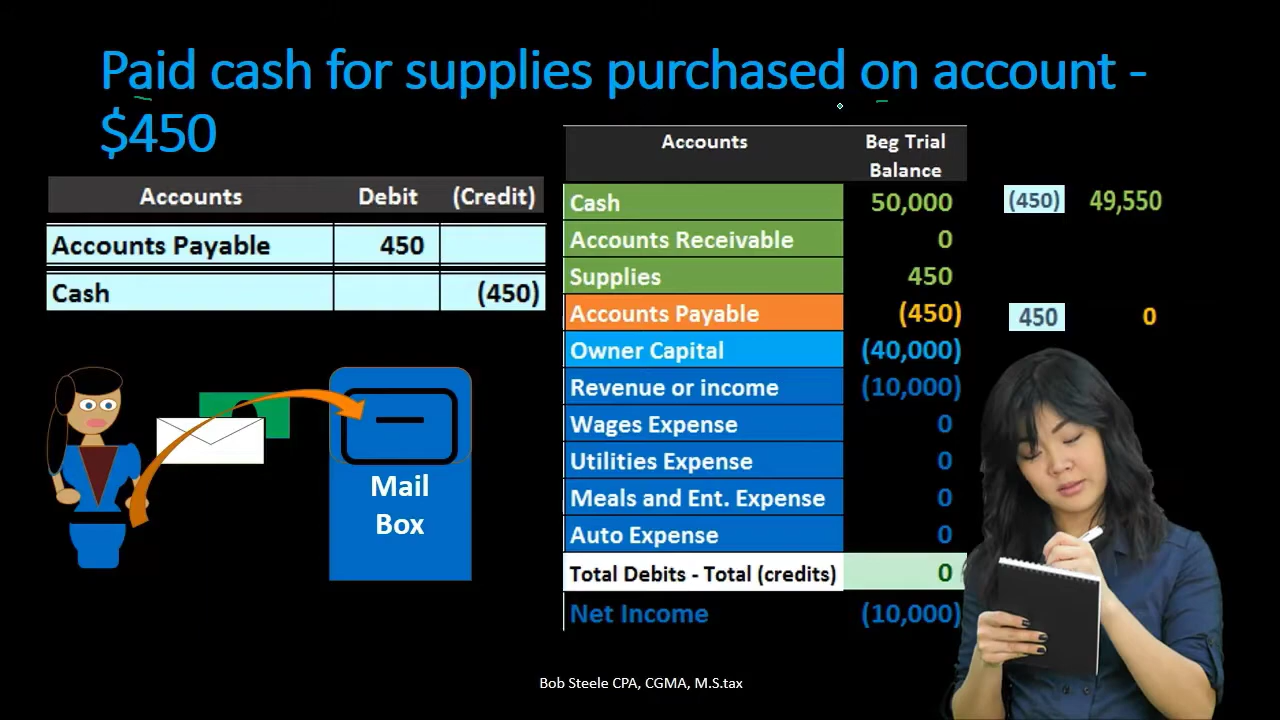 Paid cash for supplies purchased on account -
$450
Accounts Debit (Credit)
Accounts Payable 450
Cash (450)
Mail
Box
Accounts Beg Trial
Balance
Cash 50,000 (450) 49,550
Accounts Receivable 0
Supplies 450
Accounts Payable (450) 450 0
Owner Capital (40,000)
Revenue or income (10,000)
Wages Expense 0
Utilities Expense 0
Meals and Ent. Expense 0
Auto Expense 0
Total Debits - Total (credits) 0
Net Income (10,000)
Bob Steele CPA, CGMA, M.S.tax